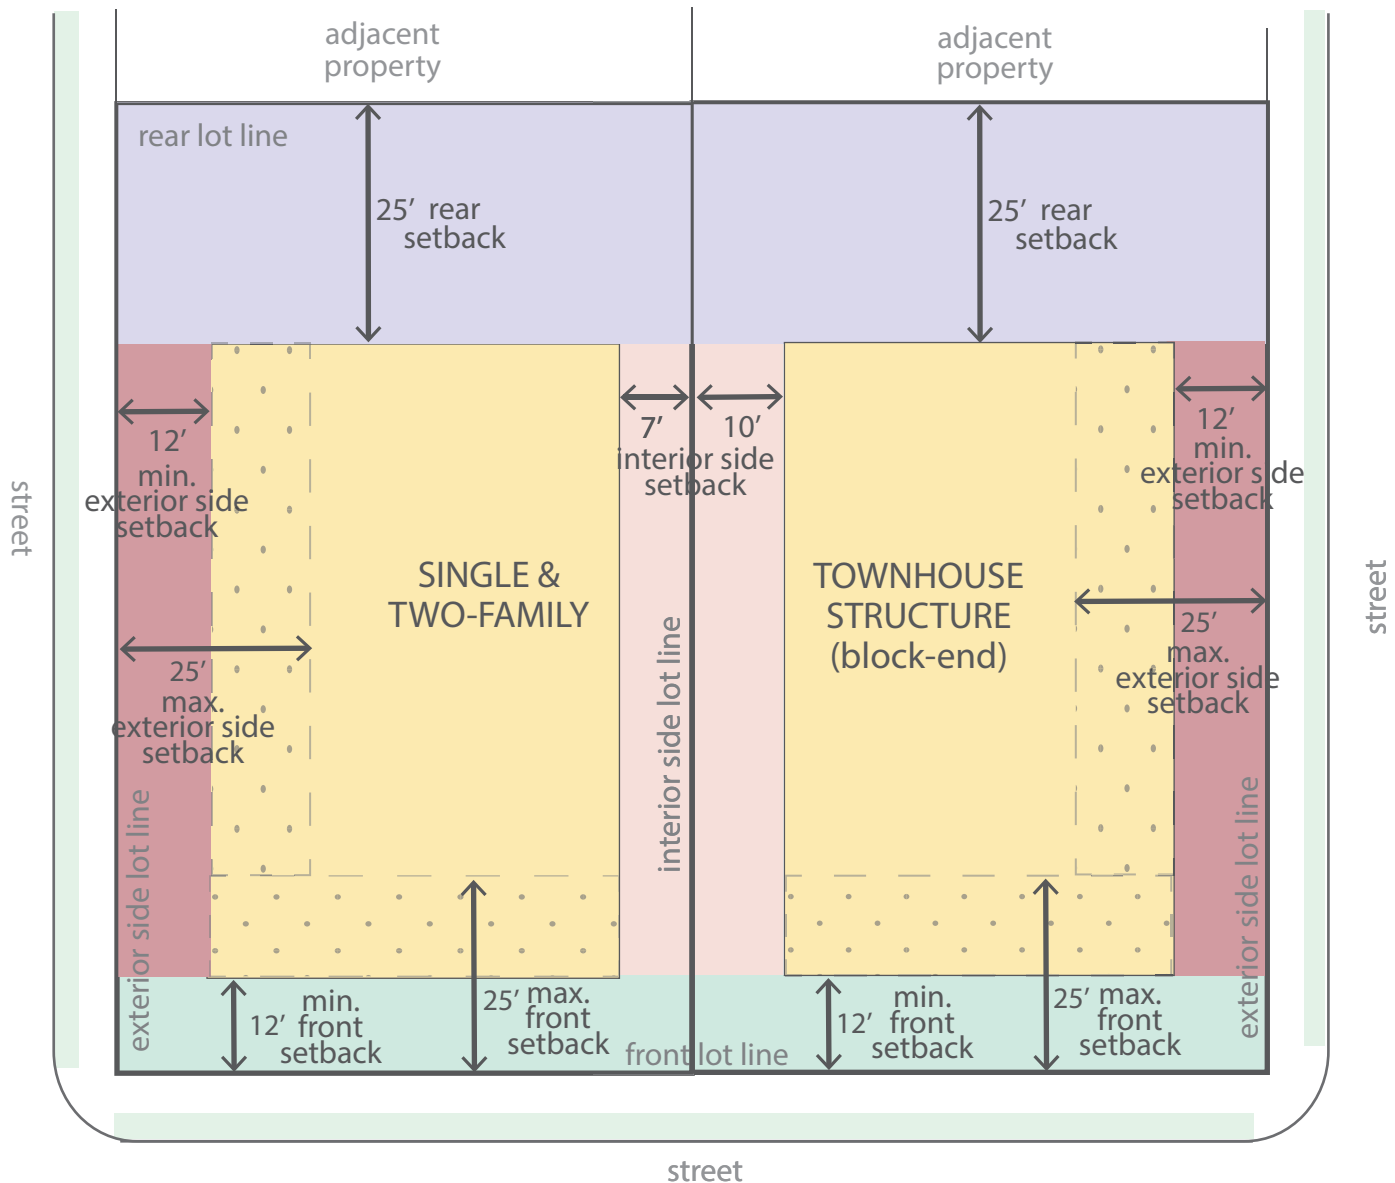 adjacent
property
adjacent
property
rear lot line
25’ rear
setback
25’ rear
setback
12’
min.
exterior side
setback
7’
10’
interior side
setback
12’
min.
exterior side
setback
street
SINGLE &
TWO-FAMILY
TOWNHOUSE
STRUCTURE
(block-end)
street
25’
max.
exterior side
setback
25’
max.
exterior side
setback
interior side lot line
exterior side lot line
exterior side lot line
min.
12’ front
setback
25’ max.
front
setback
min.
12’ front
setback
25’ max.
front
setback
front lot line
street